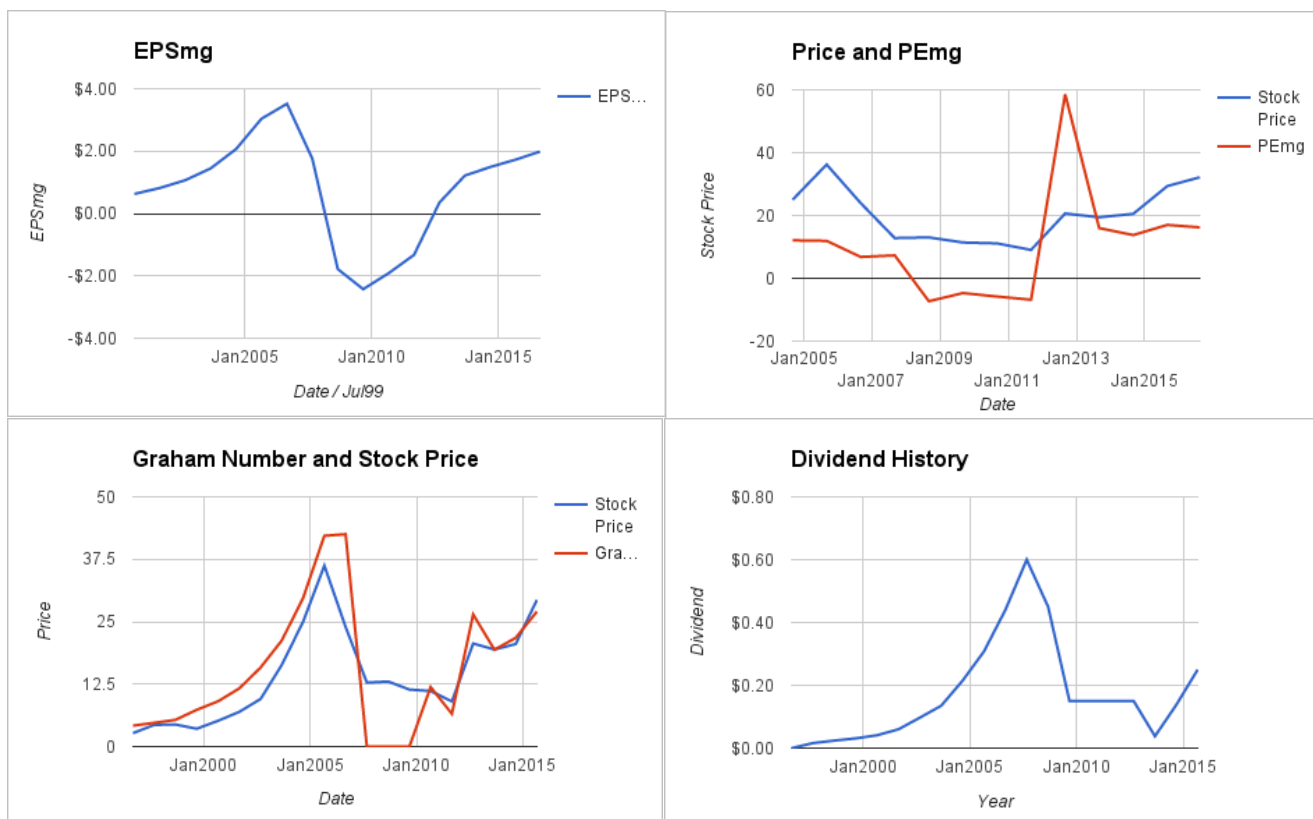 EPSmg
$4.00
$2.00
$0.00
-$2.00
-$4.00
EPSmg
Jan2005
Jan2010
Jan2015
Date / Jul99
EPS...
Price and PEmg
60
40
20
0
-20
Stock Price
Jan2005
Jan2009
Jan2013
Jan2007
Jan2011
Jan2015
Date
Stock
Price
PEmg
Graham Number and Stock Price
50
37.5
25
12.5
0
Price
Jan2000
Jan2005
Jan2010
Jan2015
Date
Stock
Price
Gra...
Dividend History
$0.80
$0.60
$0.40
$0.20
$0.00
Dividend
Jan2000
Jan2005
Jan2010
Jan2015
Year